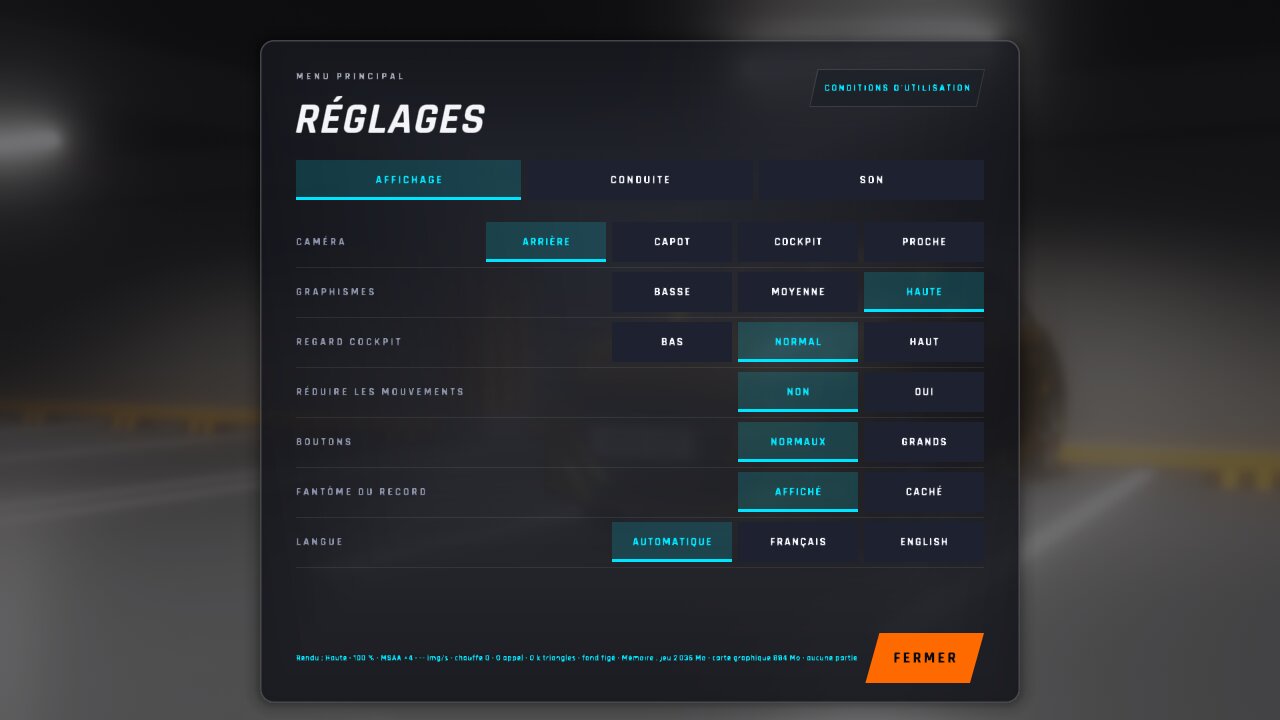 MENU PRINCIPAL
CONDITIONS D'UTILISATION
RÉGLAGES
AFFICHAGE CONDUITE SON
CAMÉRA ARRIÈRE CAPOT COCKPIT PROCHE
GRAPHISMES BASSE MOYENNE HAUTE
REGARD COCKPIT BAS NORMAL HAUT
RÉDUIRE LES MOUVEMENTS NON OUI
BOUTONS NORMAUX GRANDS
FANTÔME DU RECORD AFFICHÉ CACHÉ
LANGUE AUTOMATIQUE FRANÇAIS ENGLISH
Rendu : Haute · 100 % · MSAA ×4 · -- img/s · chauffe 0 · 0 appel · 0 k triangles · fond figé · Mémoire : jeu 2 036 Mo · carte graphique 884 Mo · aucune partie
FERMER